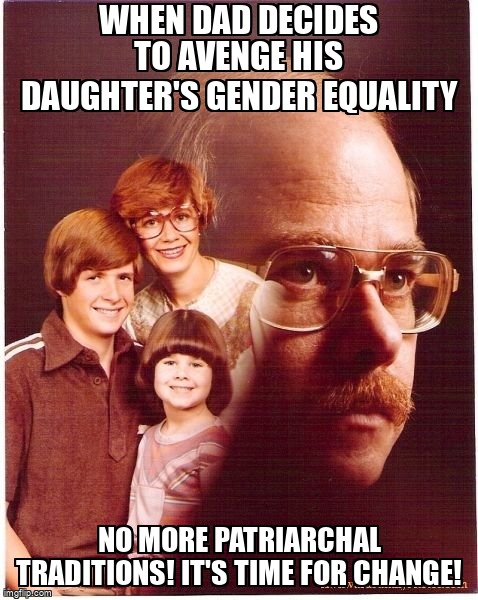 WHEN DAD DECIDES
TO AVENGE HIS
DAUGHTER'S GENDER EQUALITY
NO MORE PATRIARCHAL
TRADITIONS! IT'S TIME FOR CHANGE!
imgflip.com